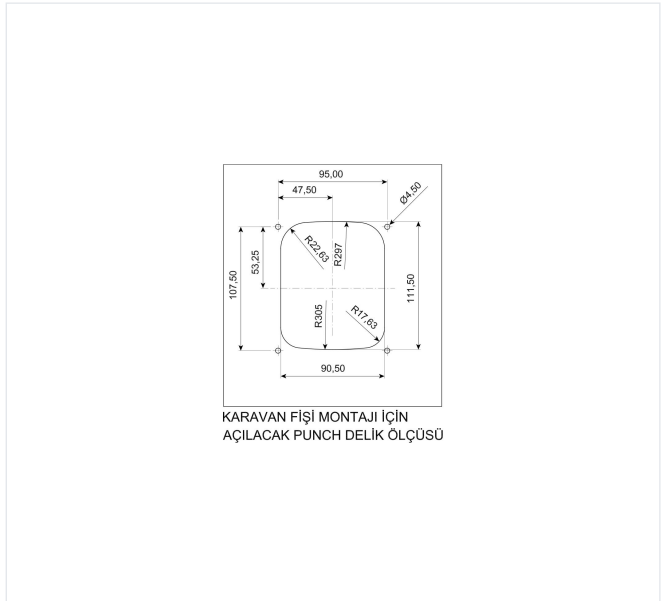 95,00
47,50
Ø4,50
R22,63
R297
53,25
107,50
111,50
R305
R17,63
90,50
KARAVAN FİŞİ MONTAJI İÇİN
AÇILACAK PUNCH DELİK ÖLÇÜSÜ